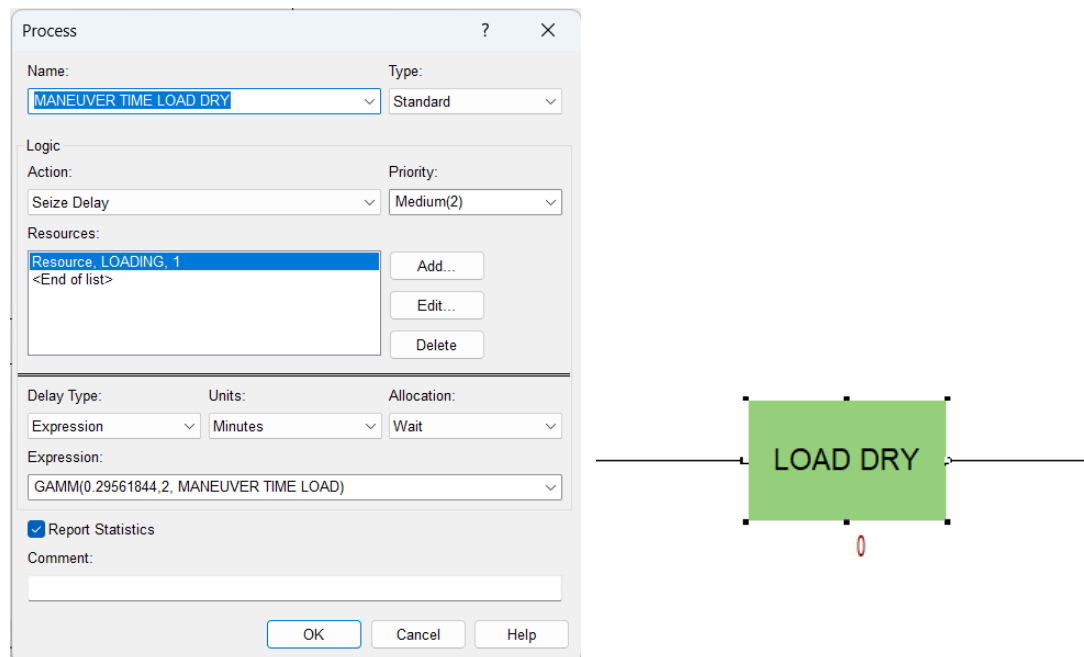 Process ?
Name: Type:
MANEUVER TIME LOAD DRY Standard
Logic
Action: Priority:
Seize Delay Medium(2)
Resources:
Resource, LOADING, 1
<End of list>
Add...
Edit...
Delete
Delay Type: Units: Allocation:
Expression Minutes Wait
Expression:
GAMM(0.29561844,2, MANEUVER TIME LOAD)
Report Statistics
Comment:
OK Cancel Help
LOAD DRY
0